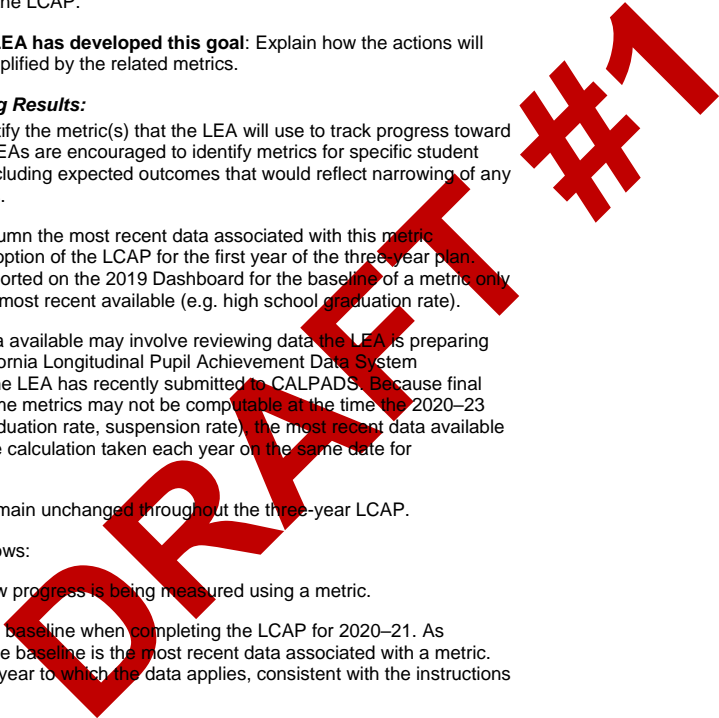 the LCAP.
LEA has developed this goal: Explain how the actions will
plified by the related metrics.
g Results:
tify the metric(s) that the LEA will use to track progress toward
EAs are encouraged to identify metrics for specific student
cluding expected outcomes that would reflect narrowing of any
.
umn the most recent data associated with this metric
option of the LCAP for the first year of the three-year plan.
orted on the 2019 Dashboard for the baseline of a metric only
most recent available (e.g. high school graduation rate).
a available may involve reviewing data the LEA is preparing
ornia Longitudinal Pupil Achievement Data System
ne LEA has recently submitted to CALPADS. Because final
me metrics may not be computable at the time the 2020–23
duation rate, suspension rate), the most recent data available
e calculation taken each year on the same date for
main unchanged throughout the three-year LCAP.
ows:
w progress is being measured using a metric.
baseline when completing the LCAP for 2020–21. As
e baseline is the most recent data associated with a metric.
year to which the data applies, consistent with the instructions
DRAFT #1